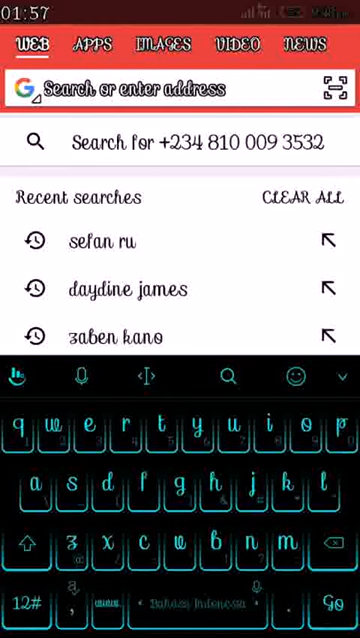 01:57
WEB APPS IMAGES VIDEO NEWS
Search or enter address
Search for +234 810 009 3532
Recent searches CLEAR ALL
sefan ru
daydine james
zaben kano
q w e r t y u i o p
a s d f g h j k l
z x c v b n m
12# , Bahasa Indonesia . Go